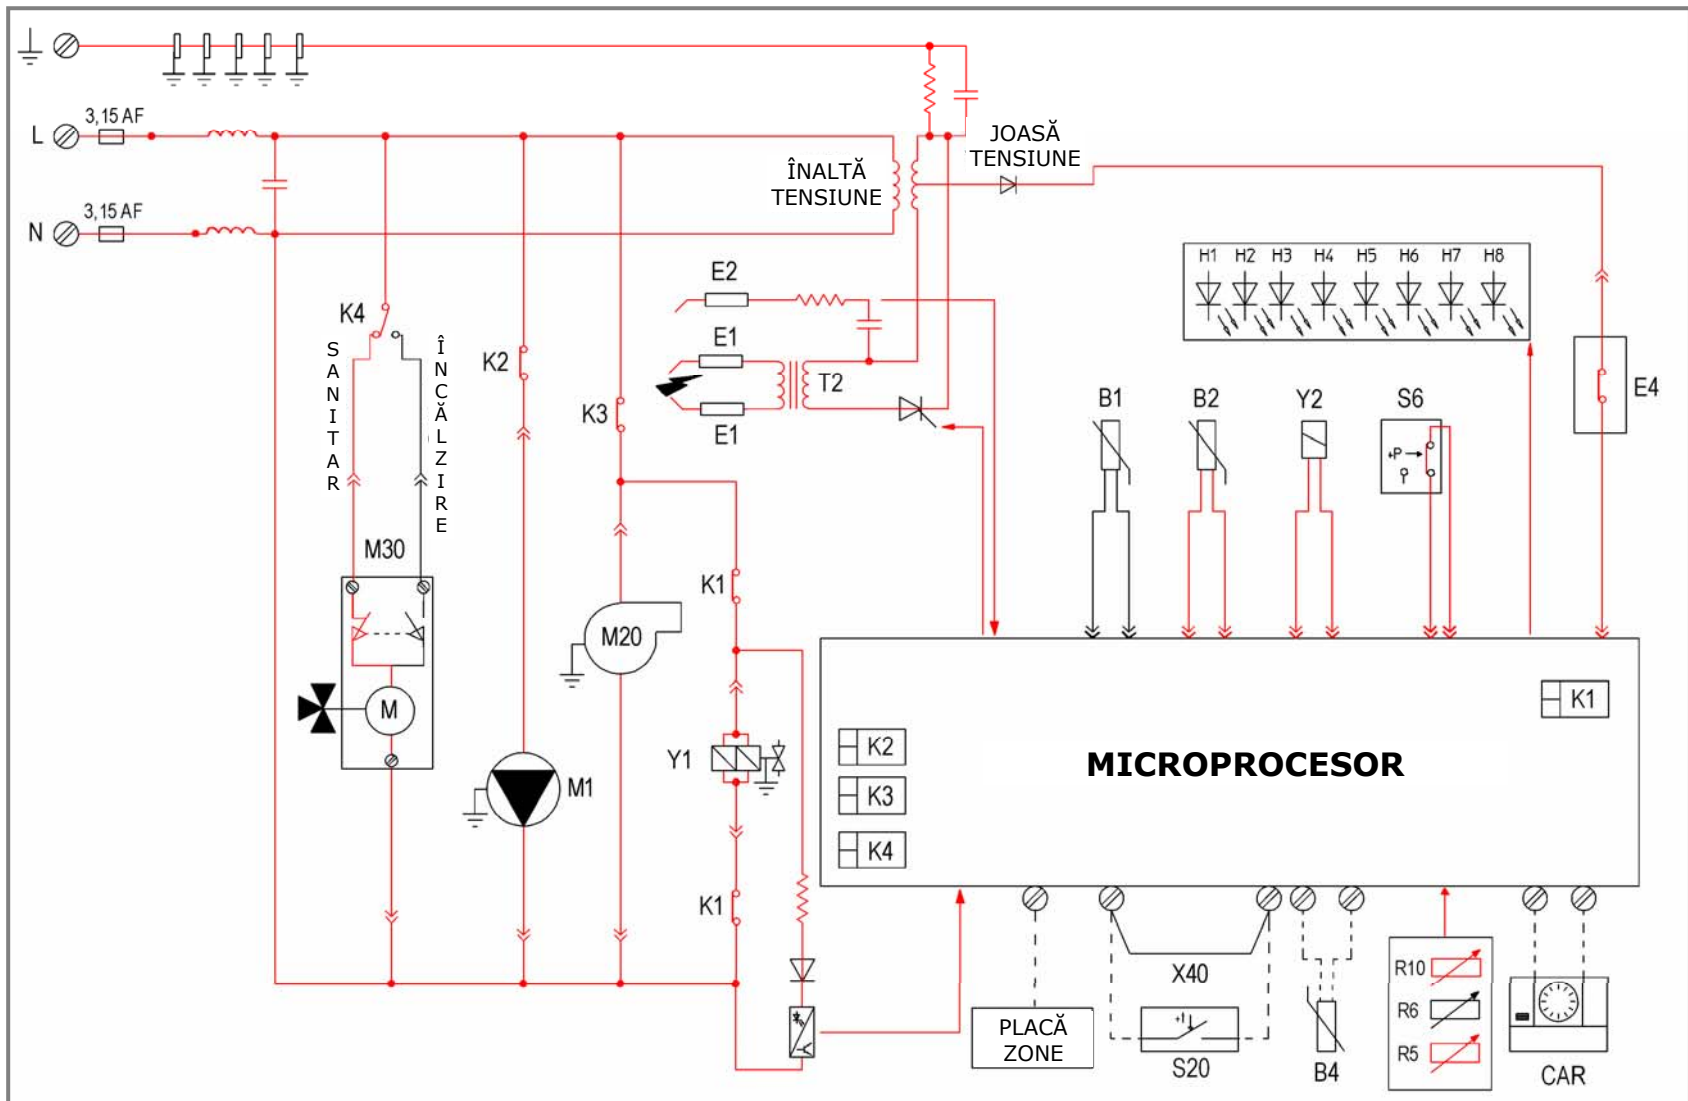 3,15 AF
L
JOASĂ
TENSIUNE
ÎNALTĂ
TENSIUNE
3,15 AF
N
H1 H2 H3 H4 H5 H6 H7 H8
E2
K4
SANITAR
ÎNCĂLZIRE
E1
K2
T2
B1
B2
Y2
S6
E4
K3
E1
+P
M30
K1
M20
M
K1
K2
Y1
MICROPROCESOR
M1
K3
K4
K1
X40
R10
R6
PLACĂ
ZONE
+t
R5
S20
B4
CAR